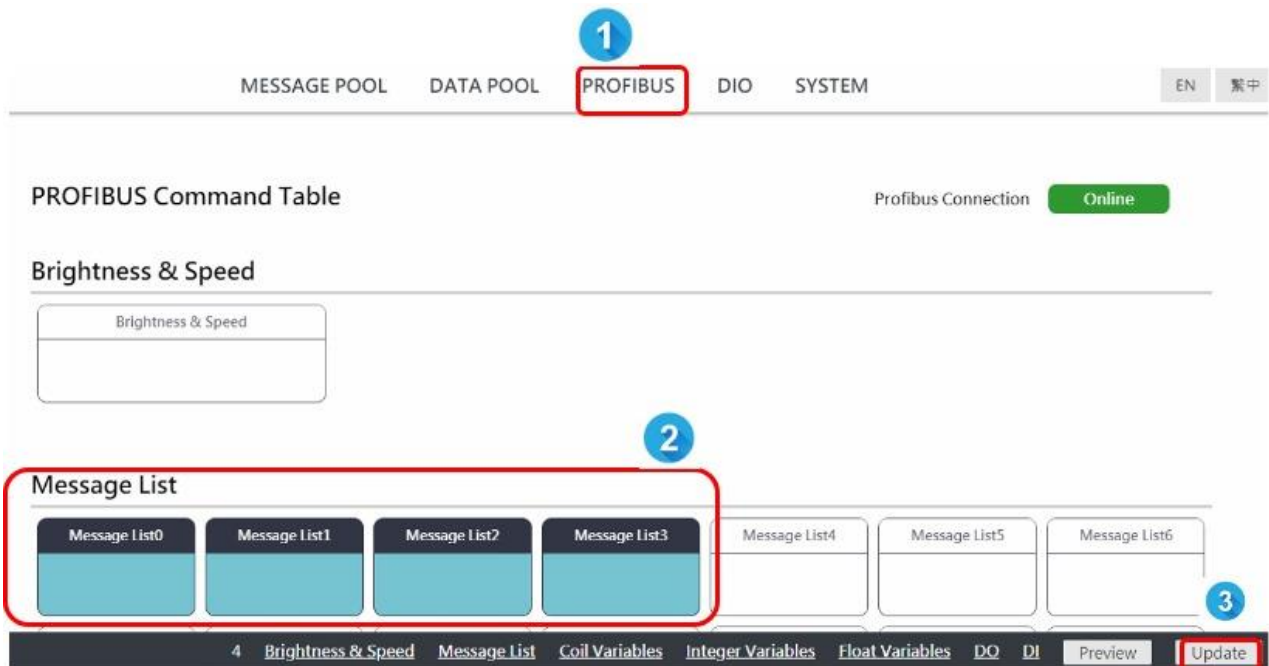 1
MESSAGE POOL DATA POOL PROFIBUS DIO SYSTEM EN 繁中
PROFIBUS Command Table Profibus Connection Online
Brightness & Speed
Brightness & Speed
2
Message List
Message List0 Message List1 Message List2 Message List3 Message List4 Message List5 Message List6
3
4 Brightness & Speed Message List Coil Variables Integer Variables Float Variables DO DI Preview Update